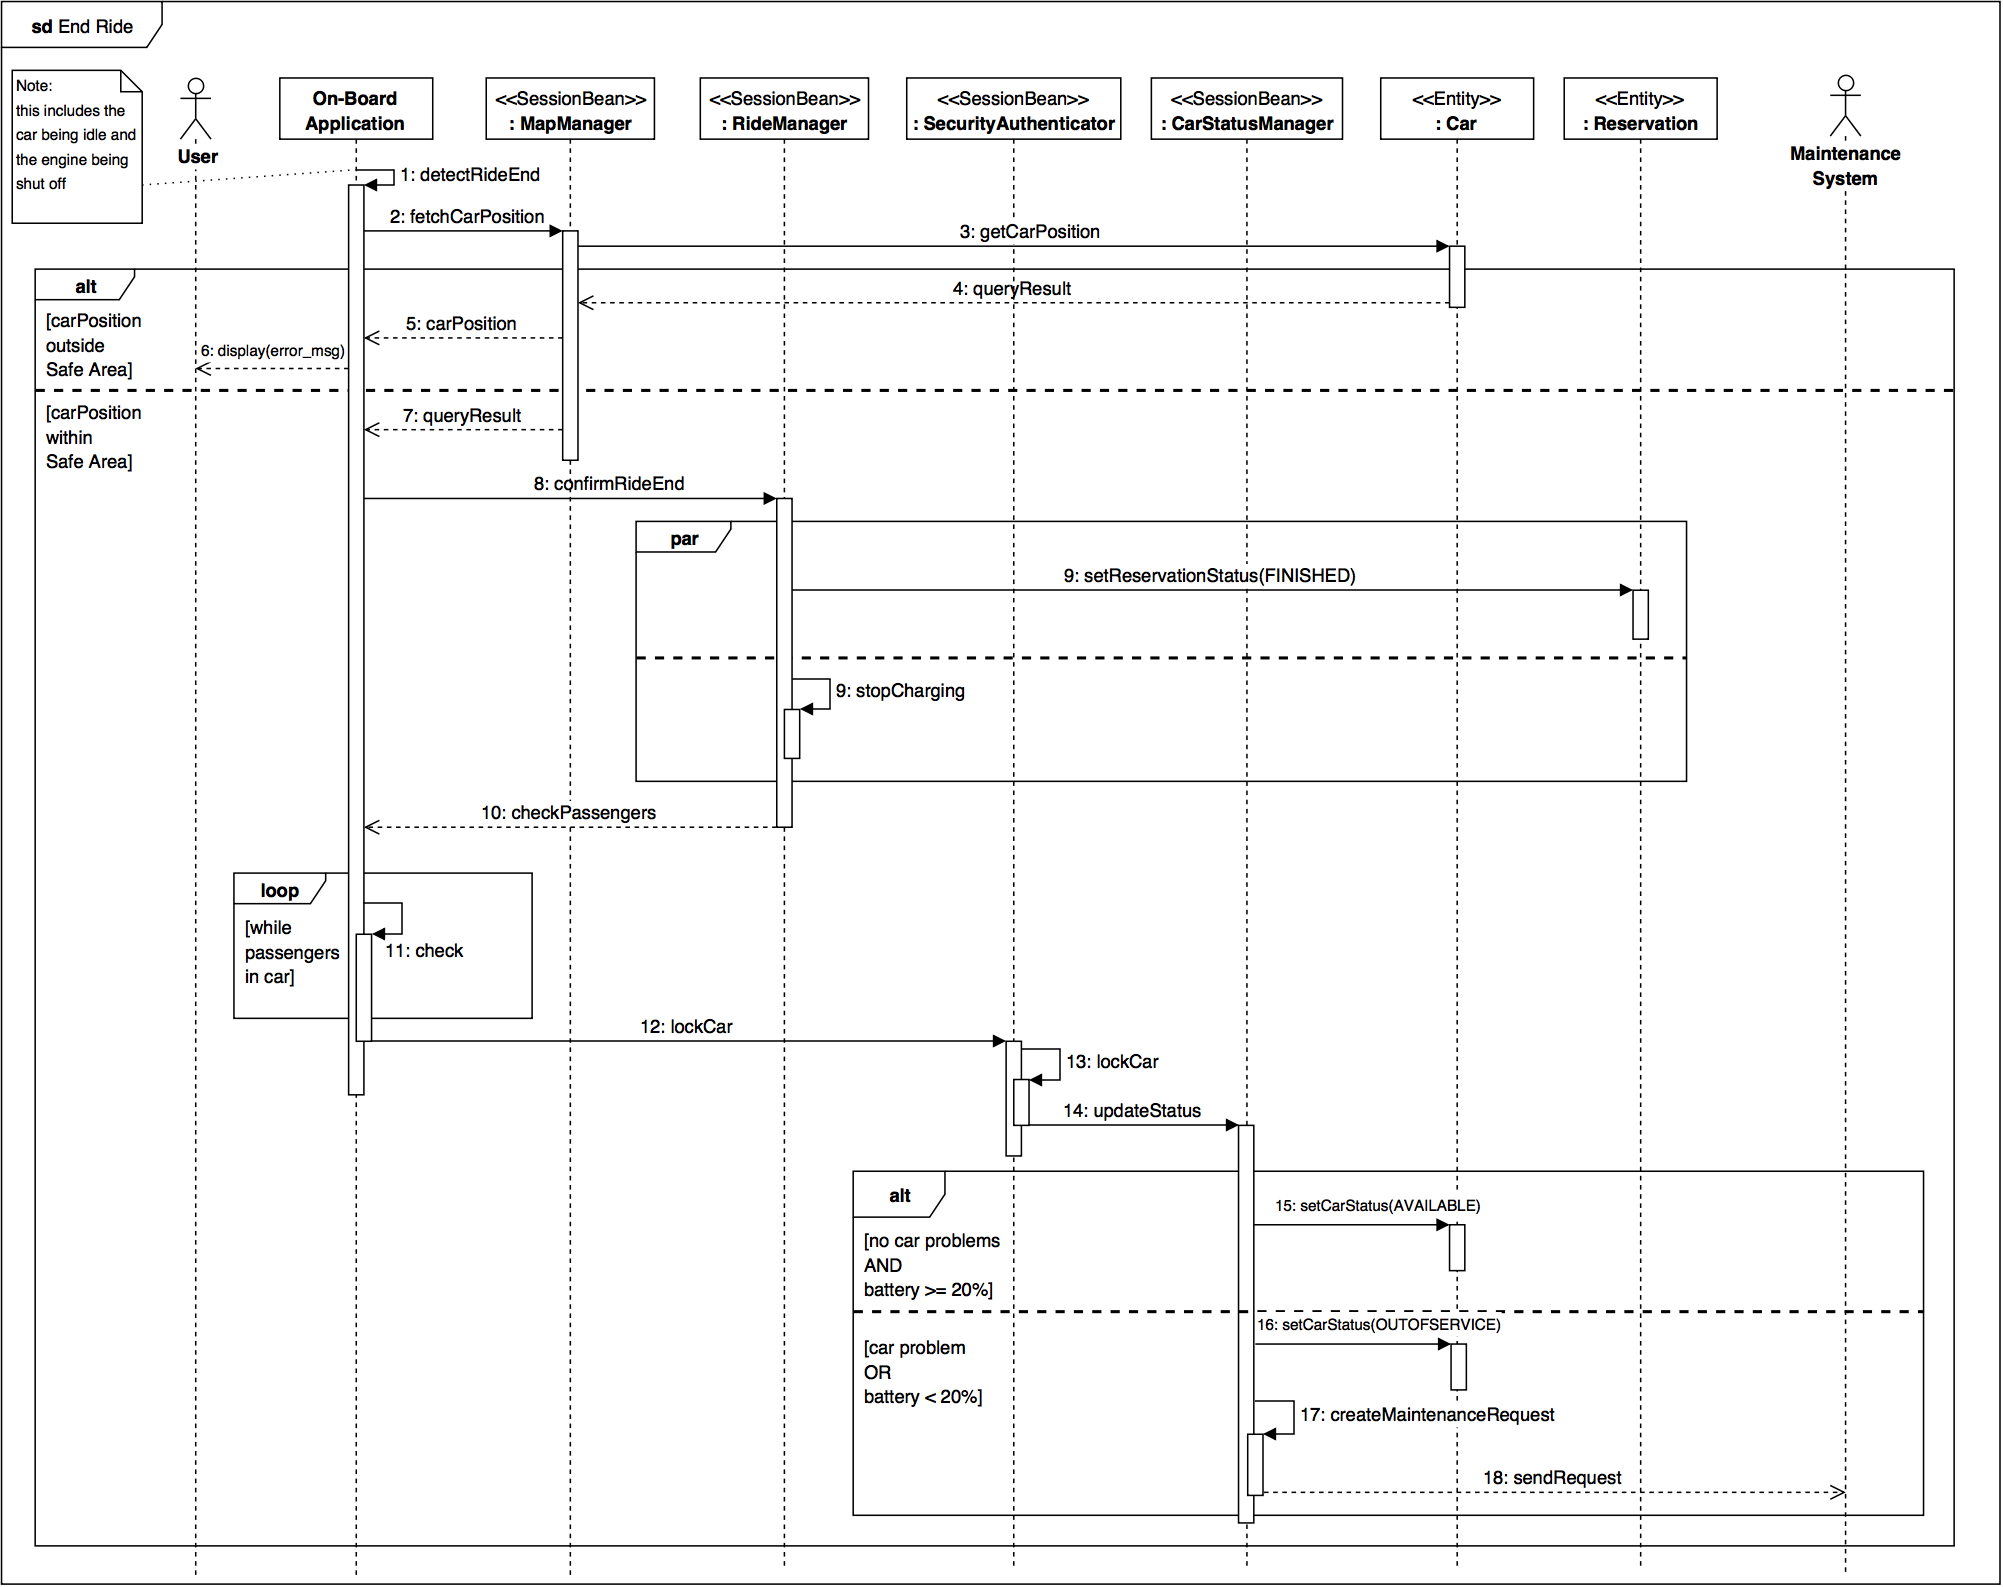 sd End Ride
Note:
this includes the
car being idle and
the engine being
shut off
User
On-Board
Application
<<SessionBean>>
: MapManager
<<SessionBean>>
: RideManager
<<SessionBean>>
: SecurityAuthenticator
<<SessionBean>>
: CarStatusManager
<<Entity>>
: Car
<<Entity>>
: Reservation
Maintenance
System
1: detectRideEnd
2: fetchCarPosition
3: getCarPosition
alt
[carPosition
outside
Safe Area]
4: queryResult
5: carPosition
6: display(error_msg)
[carPosition
within
Safe Area]
7: queryResult
8: confirmRideEnd
par
9: setReservationStatus(FINISHED)
9: stopCharging
10: checkPassengers
loop
[while
passengers
in car]
11: check
12: lockCar
13: lockCar
14: updateStatus
alt
[no car problems
AND
battery >= 20%]
15: setCarStatus(AVAILABLE)
16: setCarStatus(OUTOFSERVICE)
[car problem
OR
battery < 20%]
17: createMaintenanceRequest
18: sendRequest